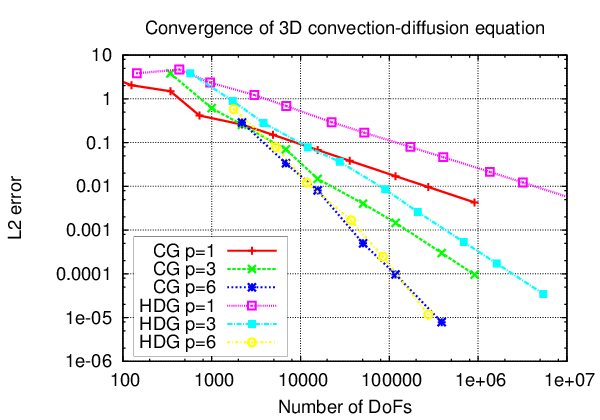 Convergence of 3D convection-diffusion equation
10
1
0.1
0.01
0.001
0.0001
1e-05
1e-06
L2 error
CG p=1
CG p=3
CG p=6
HDG p=1
HDG p=3
HDG p=6
100 1000 10000 100000 1e+06 1e+07
Number of DoFs